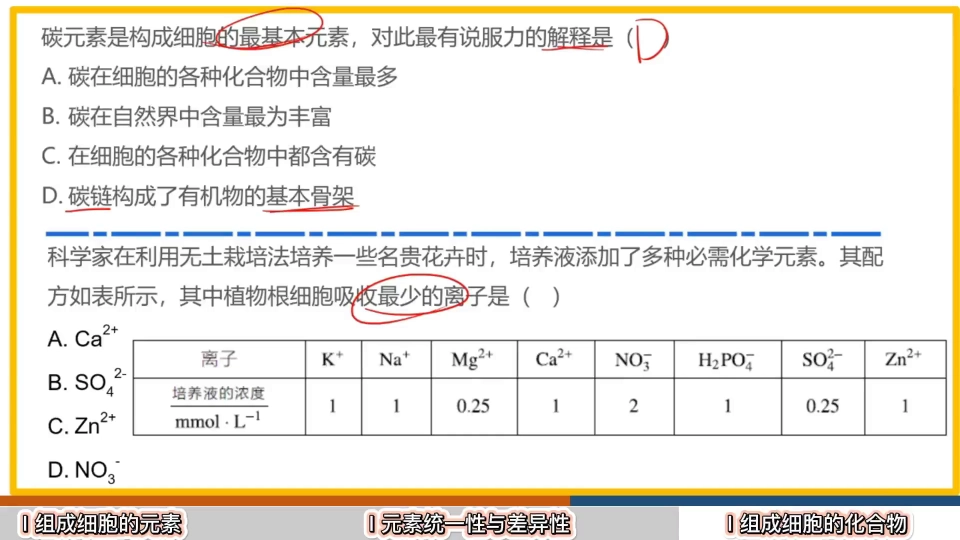 碳元素是构成细胞的最基本元素，对此最有说服力的解释是（D）
A. 碳在细胞的各种化合物中含量最多
B. 碳在自然界中含量最为丰富
C. 在细胞的各种化合物中都含有碳
D. 碳链构成了有机物的基本骨架
科学家在利用无土栽培法培养一些名贵花卉时，培养液添加了多种必需化学元素。其配
方如表所示，其中植物根细胞吸收最少的离子是（ ）
A. Ca²⁺
B. SO₄²⁻
C. Zn²⁺
D. NO₃⁻
离子 K⁺ Na⁺ Mg²⁺ Ca²⁺ NO₃⁻ H₂PO₄⁻ SO₄²⁻ Zn²⁺
培养液的浓度
mmol·L⁻¹ 1 1 0.25 1 2 1 0.25 1
I 组成细胞的元素 I 元素统一性与差异性 I 组成细胞的化合物